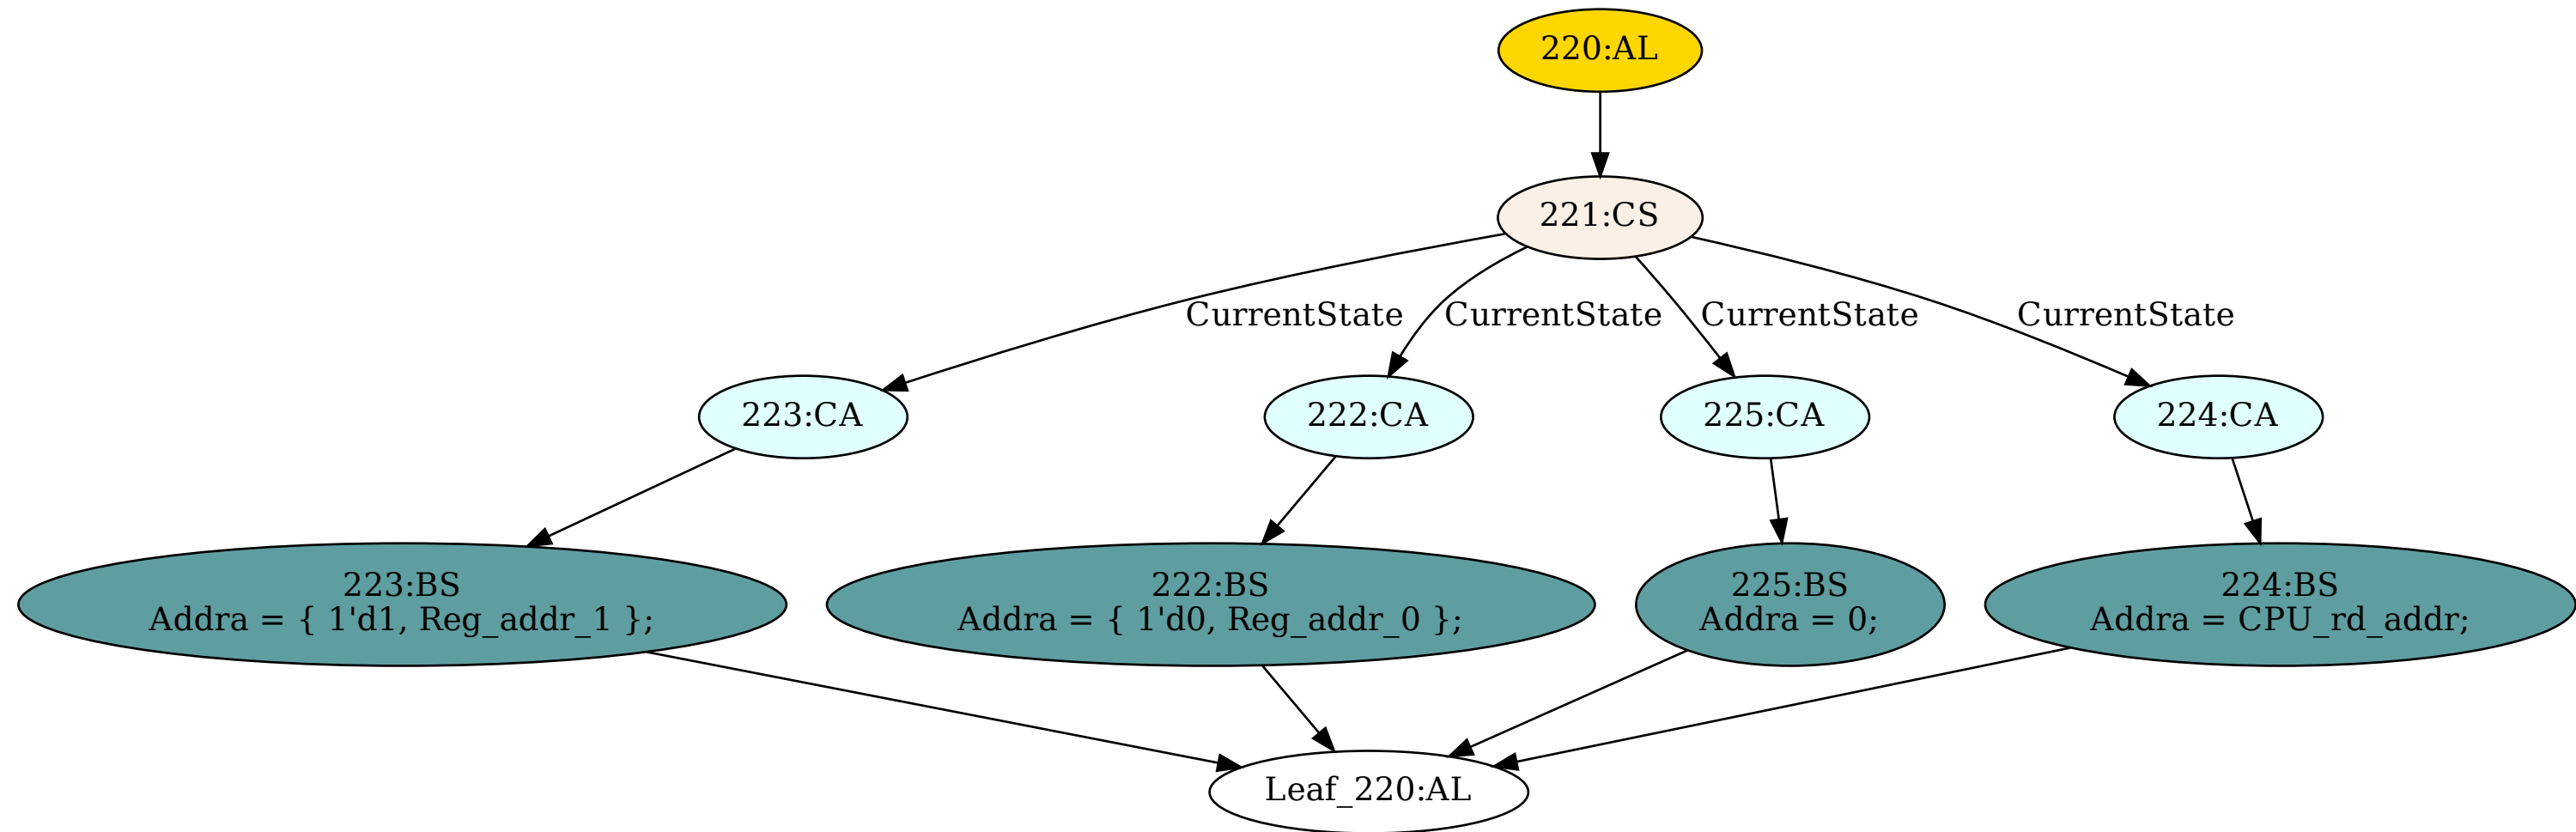 220:AL
221:CS
CurrentState
CurrentState
CurrentState
CurrentState
223:CA
222:CA
225:CA
224:CA
223:BS
Addra = { 1'd1, Reg_addr_1 };
222:BS
Addra = { 1'd0, Reg_addr_0 };
225:BS
Addra = 0;
224:BS
Addra = CPU_rd_addr;
Leaf_220:AL